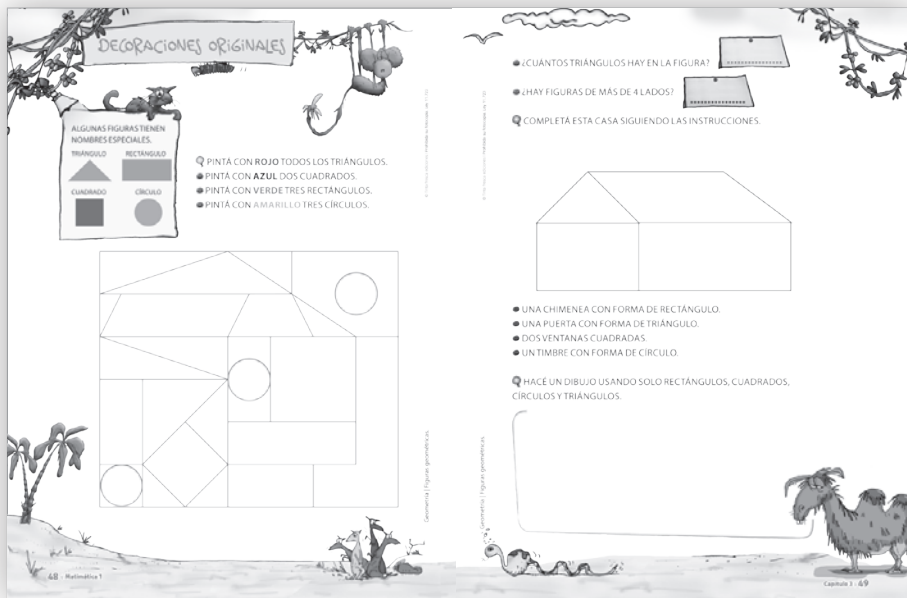 DECORACIONES ORIGINALES
ALGUNAS FIGURAS TIENEN
NOMBRES ESPECIALES.
TRIÁNGULO RECTÁNGULO
CUADRADO CÍRCULO
PINTÁ CON ROJO TODOS LOS TRIÁNGULOS.
PINTÁ CON AZUL DOS CUADRADOS.
PINTÁ CON VERDE TRES RECTÁNGULOS.
PINTÁ CON AMARILLO TRES CÍRCULOS.
Geometría | Figuras geométricas.
48 - Matimática 1
¿CUÁNTOS TRIÁNGULOS HAY EN LA FIGURA?
¿HAY FIGURAS DE MÁS DE 4 LADOS?
COMPLETÁ ESTA CASA SIGUIENDO LAS INSTRUCCIONES.
UNA CHIMENEA CON FORMA DE RECTÁNGULO.
UNA PUERTA CON FORMA DE TRIÁNGULO.
DOS VENTANAS CUADRADAS.
UN TIMBRE CON FORMA DE CÍRCULO.
HACÉ UN DIBUJO USANDO SOLO RECTÁNGULOS, CUADRADOS,
CÍRCULOS Y TRIÁNGULOS.
Geometría | Figuras geométricas.
Capítulo 3 - 49